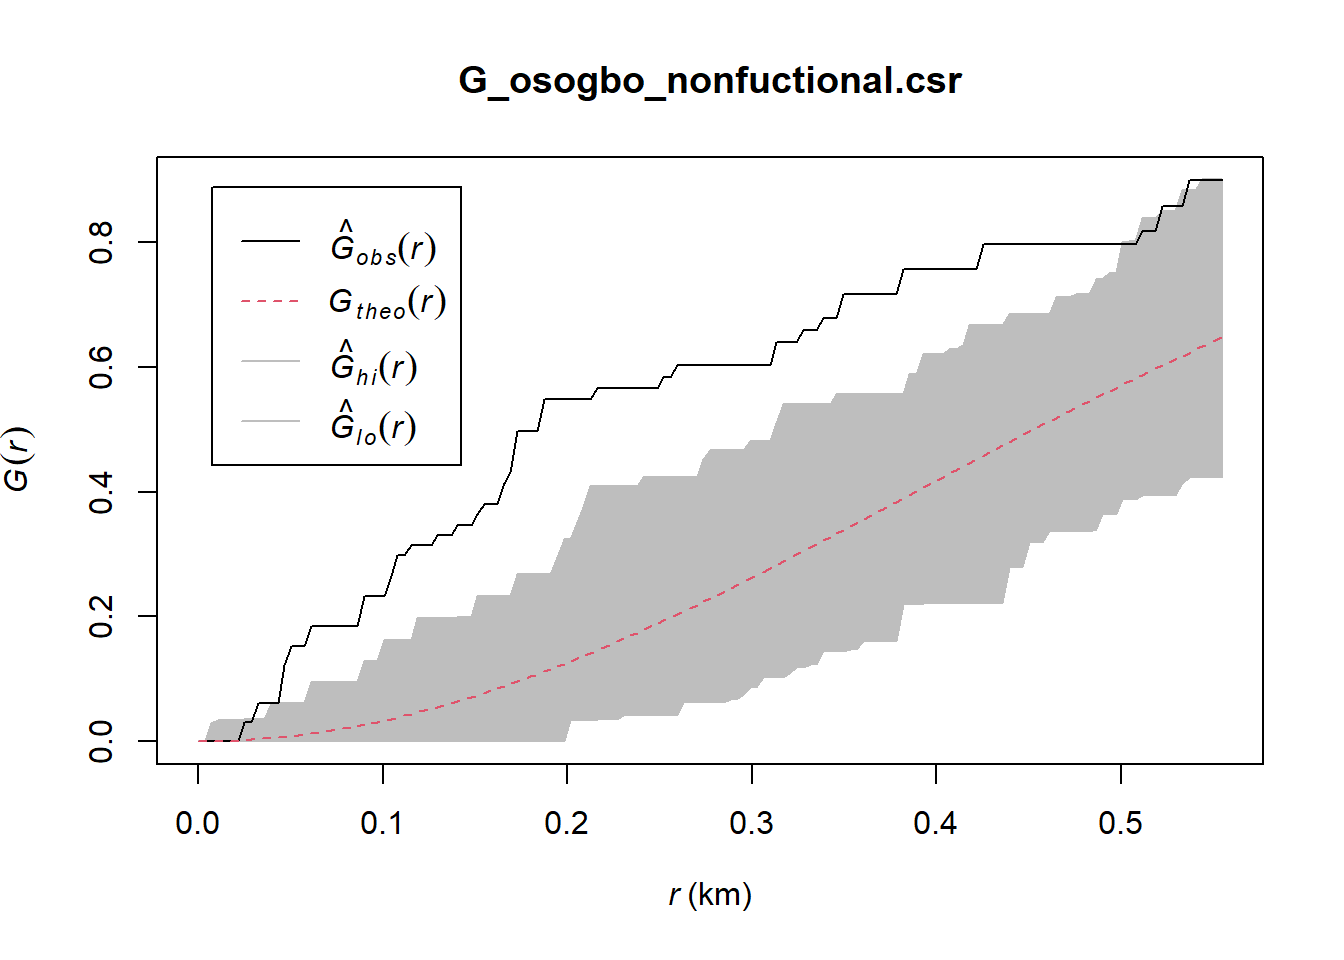 G_osogbo_nonfuctional.csr
Ĝobs(r)
Gtheo(r)
Ĝhi(r)
Ĝlo(r)
G(r)
0.8
0.6
0.4
0.2
0.0
0.0 0.1 0.2 0.3 0.4 0.5
r (km)